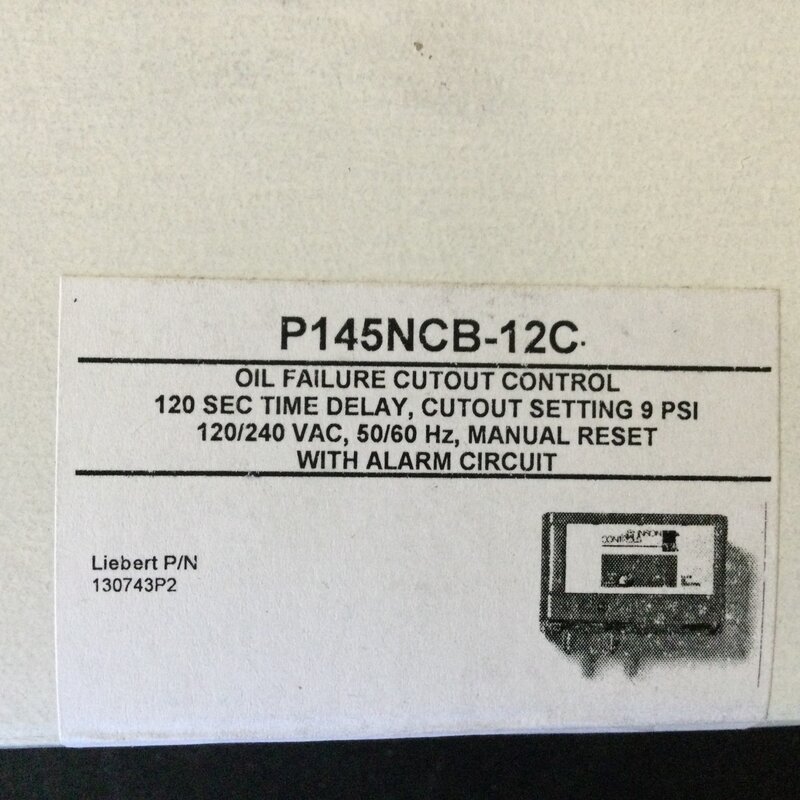 P145NCB-12C
OIL FAILURE CUTOUT CONTROL
120 SEC TIME DELAY, CUTOUT SETTING 9 PSI
120/240 VAC, 50/60 Hz, MANUAL RESET
WITH ALARM CIRCUIT
Liebert P/N
130743P2